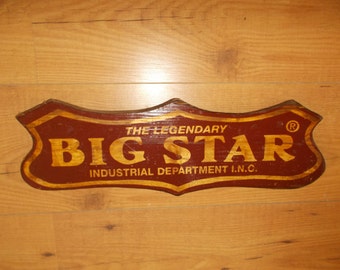 THE LEGENDARY
BIG STAR ®
INDUSTRIAL DEPARTMENT I.N.C.